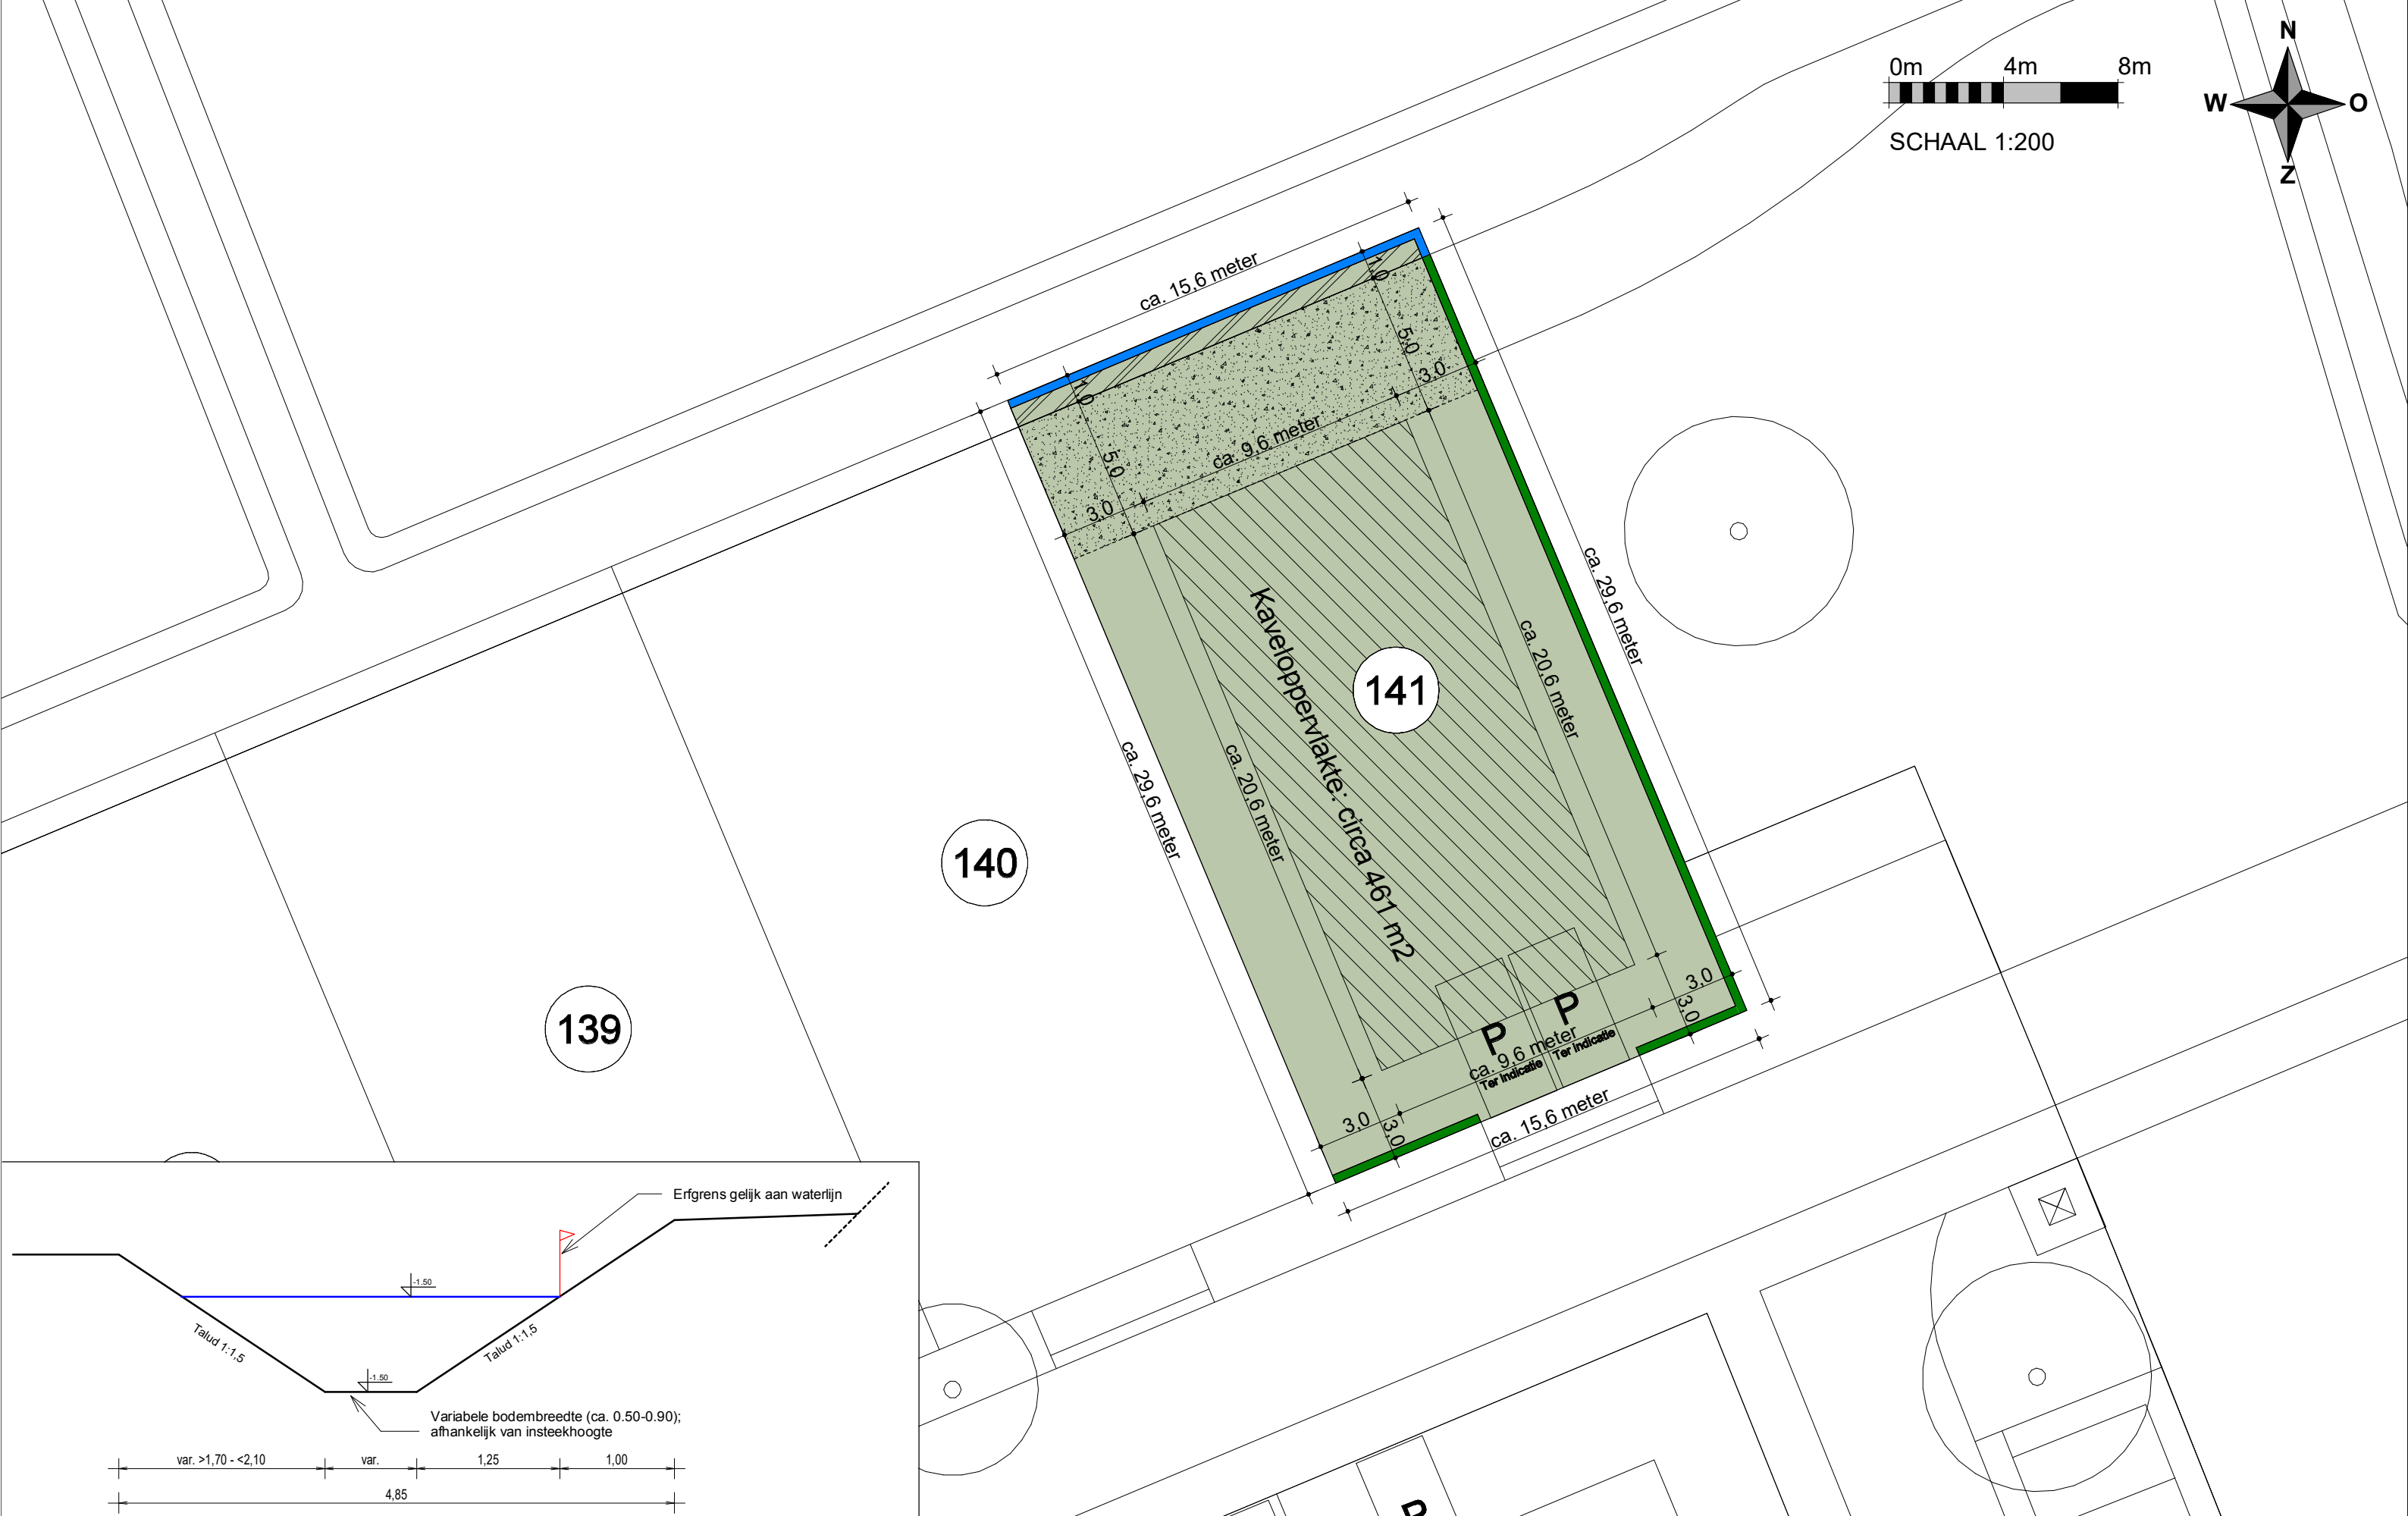 N
W
O
Z
0m 4m 8m
SCHAAL 1:200
ca. 15,6 meter
1,0
1,0
5,0
5,0
3,0
ca. 9,6 meter
3,0
ca. 29,6 meter
ca. 29,6 meter
ca. 20,6 meter
ca. 20,6 meter
Kaveloppervlakte: circa 461 m2
141
140
139
P
Ter indicatie
P
Ter indicatie
ca. 9,6 meter
3,0
3,0
3,0
3,0
ca. 15,6 meter
P
Erfgrens gelijk aan waterlijn
-1.50
Talud 1:1,5
Talud 1:1,5
-1.50
Variabele bodembreedte (ca. 0.50-0.90);
afhankelijk van insteekhoogte
var. >1,70 - <2,10 var. 1,25 1,00
4,85